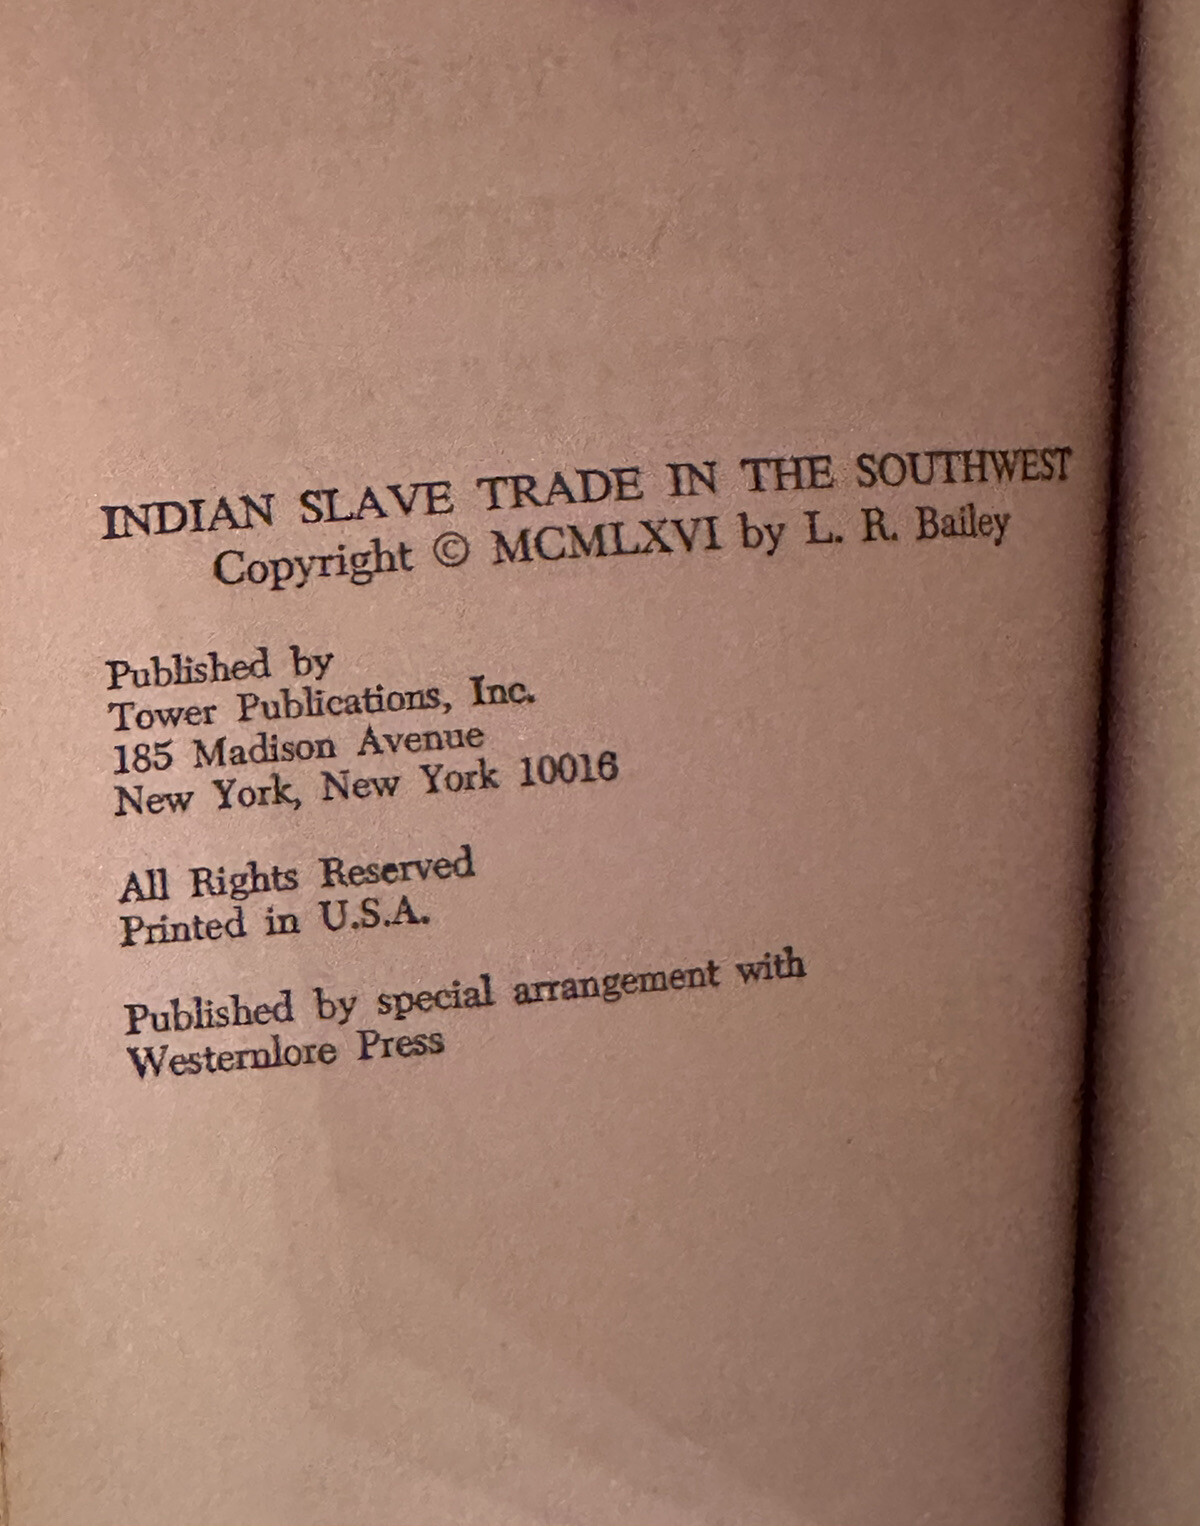 INDIAN SLAVE TRADE IN THE SOUTHWEST
Copyright © MCMLXVI by L. R. Bailey
Published by
Tower Publications, Inc.
185 Madison Avenue
New York, New York 10016
All Rights Reserved
Printed in U.S.A.
Published by special arrangement with
Westernlore Press